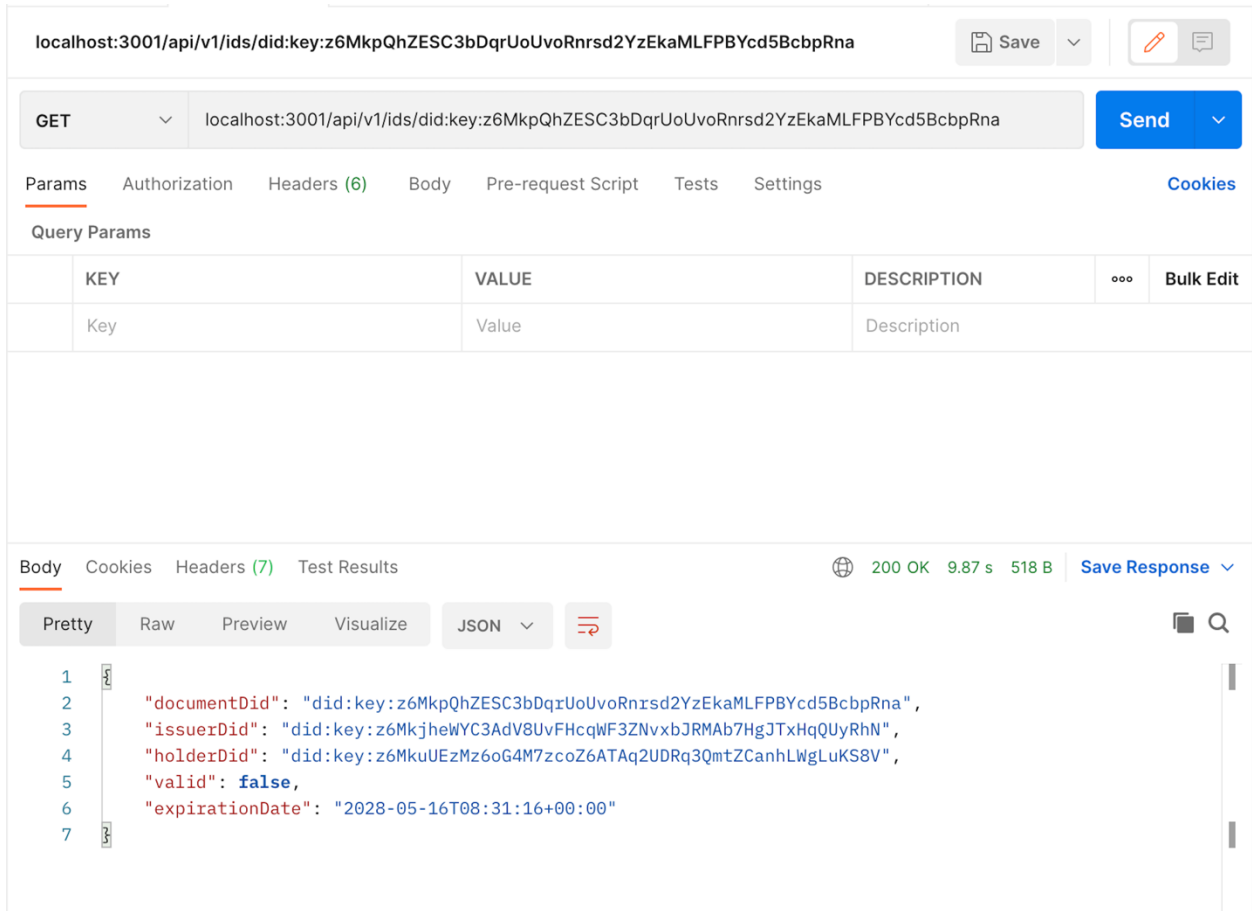 localhost:3001/api/v1/ids/did:key:z6MkpQhZESC3bDqrUoUvoRnrsd2YzEkaMLFPBYcd5BcbpRna
Save
GET
localhost:3001/api/v1/ids/did:key:z6MkpQhZESC3bDqrUoUvoRnrsd2YzEkaMLFPBYcd5BcbpRna
Send
Params Authorization Headers (6) Body Pre-request Script Tests Settings Cookies
Query Params
KEY VALUE DESCRIPTION ooo Bulk Edit
Key Value Description
Body Cookies Headers (7) Test Results 200 OK 9.87 s 518 B Save Response
Pretty Raw Preview Visualize JSON
1 {
2 "documentDid": "did:key:z6MkpQhZESC3bDqrUoUvoRnrsd2YzEkaMLFPBYcd5BcbpRna",
3 "issuerDid": "did:key:z6MkjheWYC3AdV8UvFHcqWF3ZNvxbJRMAb7HgJTxHqQUyRhN",
4 "holderDid": "did:key:z6MkuUEzMz6oG4M7zcoZ6ATAq2UDRq3QmtZCanhLWgLuKS8V",
5 "valid": false,
6 "expirationDate": "2028-05-16T08:31:16+00:00"
7 }